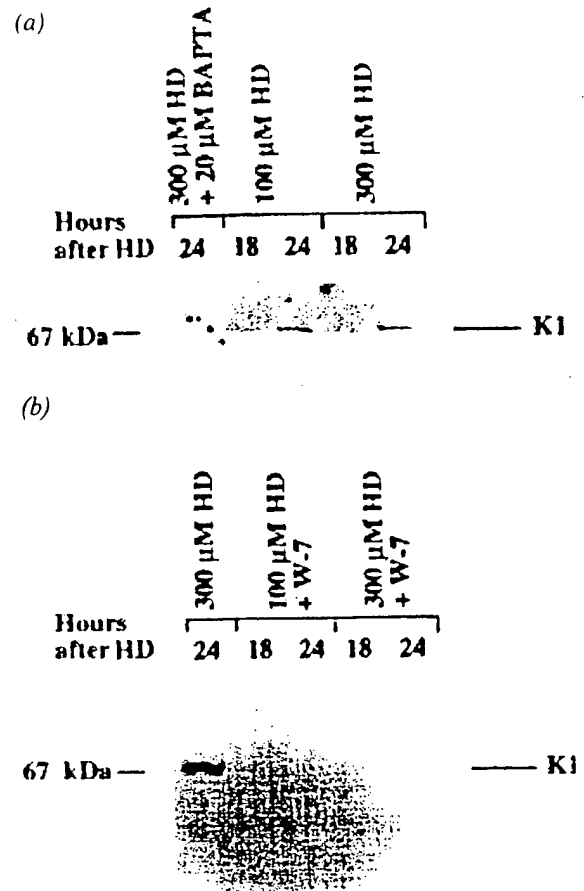 (a)
300 µM HD
+ 20 µM BAPTA
100 µM HD
300 µM HD
Hours
after HD 24 18 24 18 24
67 kDa — K1
(b)
300 µM HD
100 µM HD
+ W-7
300 µM HD
+ W-7
Hours
after HD 24 18 24 18 24
67 kDa — K1